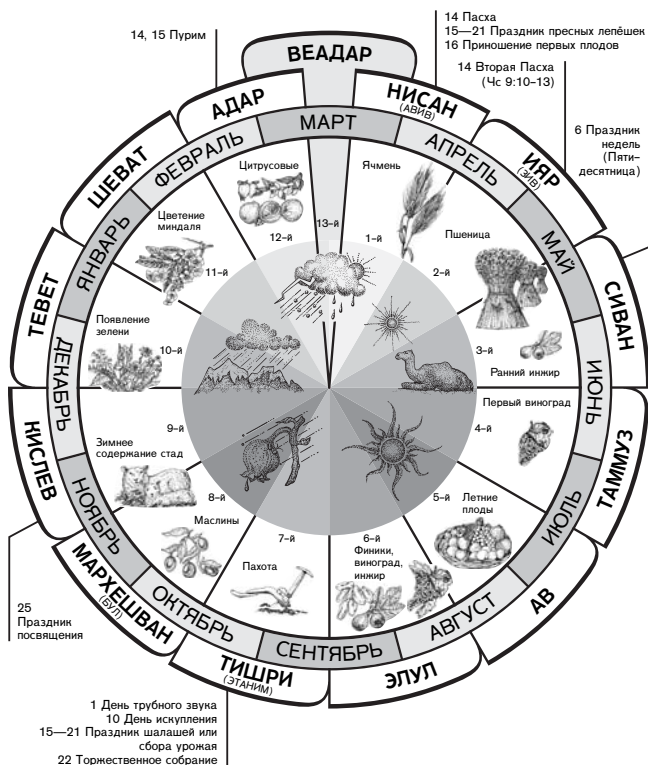 14, 15 Пурим
14 Пасха
15—21 Праздник пресных лепёшек
16 Приношение первых плодов
14 Вторая Пасха
(Чс 9:10–13)
6 Праздник
недель
(Пяти-
десятница)
ВЕАДАР
НИСАН
(АВИВ)
ИЯР
(ЗИВ)
СИВАН
ТАММУЗ
АВ
ЭЛУЛ
ТИШРИ
(ЭТАНИМ)
МАРХЕШВАН
(БУЛ)
КИСЛЕВ
ТЕВЕТ
ШЕВАТ
АДАР
МАРТ
АПРЕЛЬ
МАЙ
ИЮНЬ
ИЮЛЬ
АВГУСТ
СЕНТЯБРЬ
ОКТЯБРЬ
НОЯБРЬ
ДЕКАБРЬ
ЯНВАРЬ
ФЕВРАЛЬ
13–й
Ячмень
1–й
Пшеница
2–й
3–й
Ранний инжир
Первый виноград
4–й
5–й
Летние
плоды
6–й
Финики,
виноград,
инжир
7–й
Пахота
8–й
Маслины
9–й
Зимнее
содержание стад
Появление
зелени
10–й
Цветение
миндаля
11–й
Цитрусовые
12–й
25
Праздник
посвящения
1 День трубного звука
10 День искупления
15—21 Праздник шалашей или
сбора урожая
22 Торжественное собрание